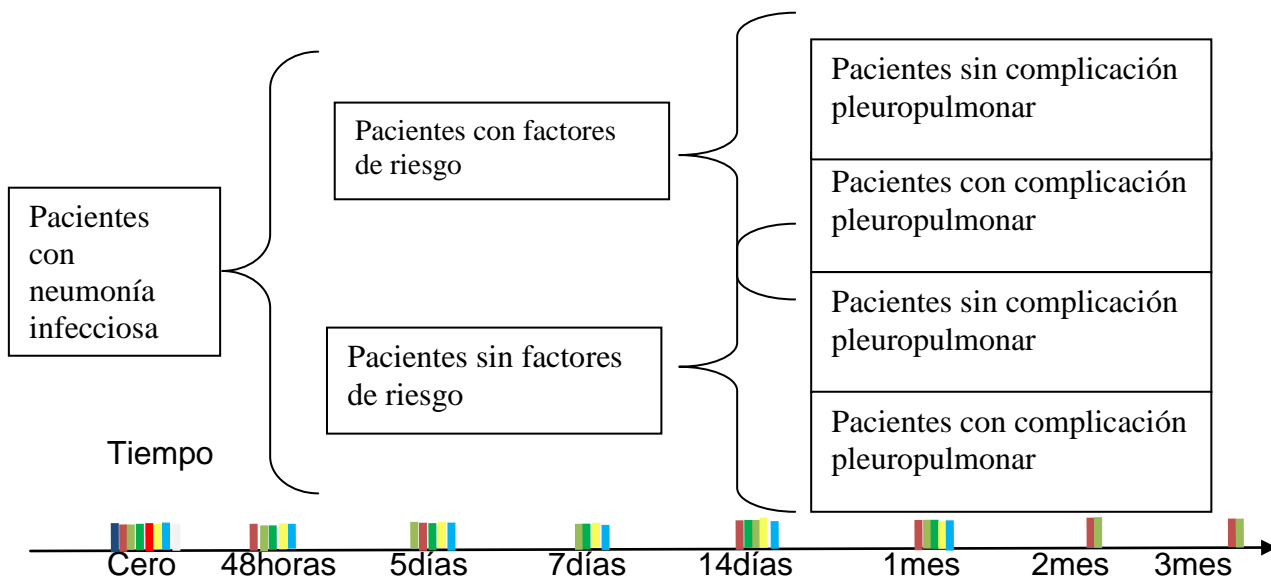 Pacientes
con
neumonía
infecciosa
Pacientes con factores
de riesgo
Pacientes sin factores
de riesgo
Pacientes sin complicación
pleuropulmonar
Pacientes con complicación
pleuropulmonar
Pacientes sin complicación
pleuropulmonar
Pacientes con complicación
pleuropulmonar
Tiempo
Cero 48horas 5días 7días 14días 1mes 2mes 3mes